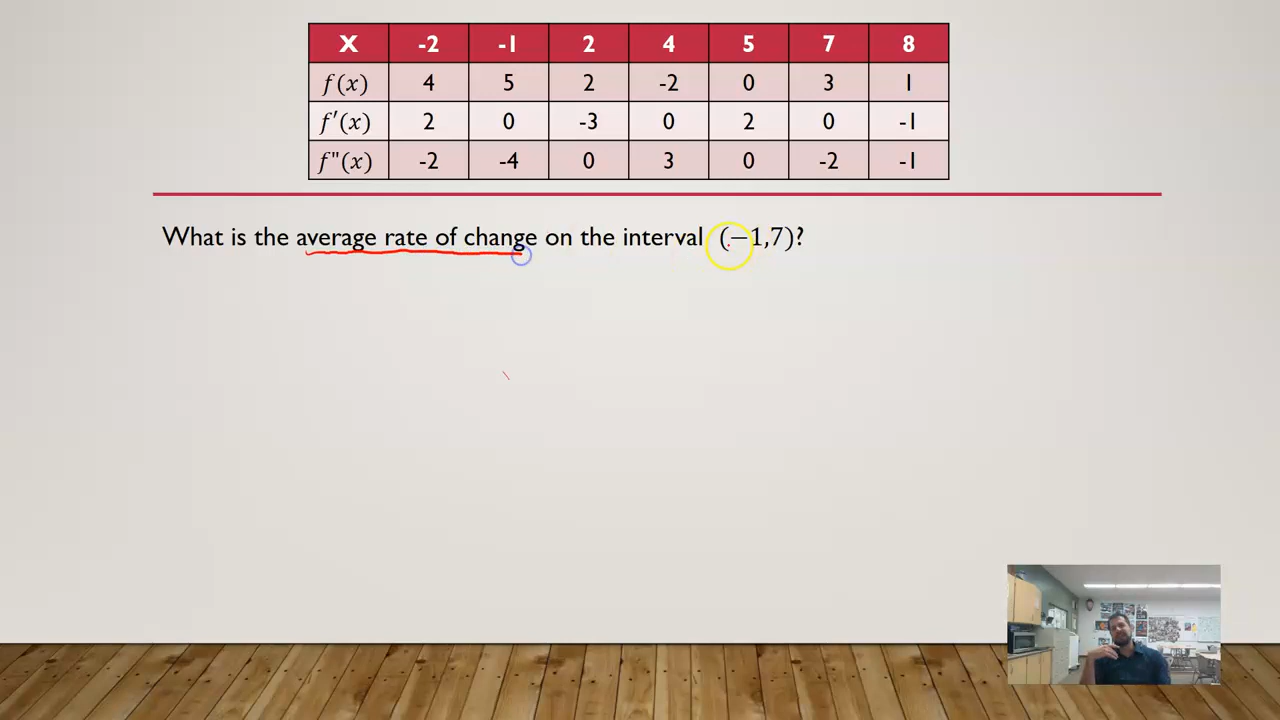 X -2 -1 2 4 5 7 8
f(x) 4 5 2 -2 0 3 1
f'(x) 2 0 -3 0 2 0 -1
f"(x) -2 -4 0 3 0 -2 -1
What is the average rate of change on the interval (−1,7)?